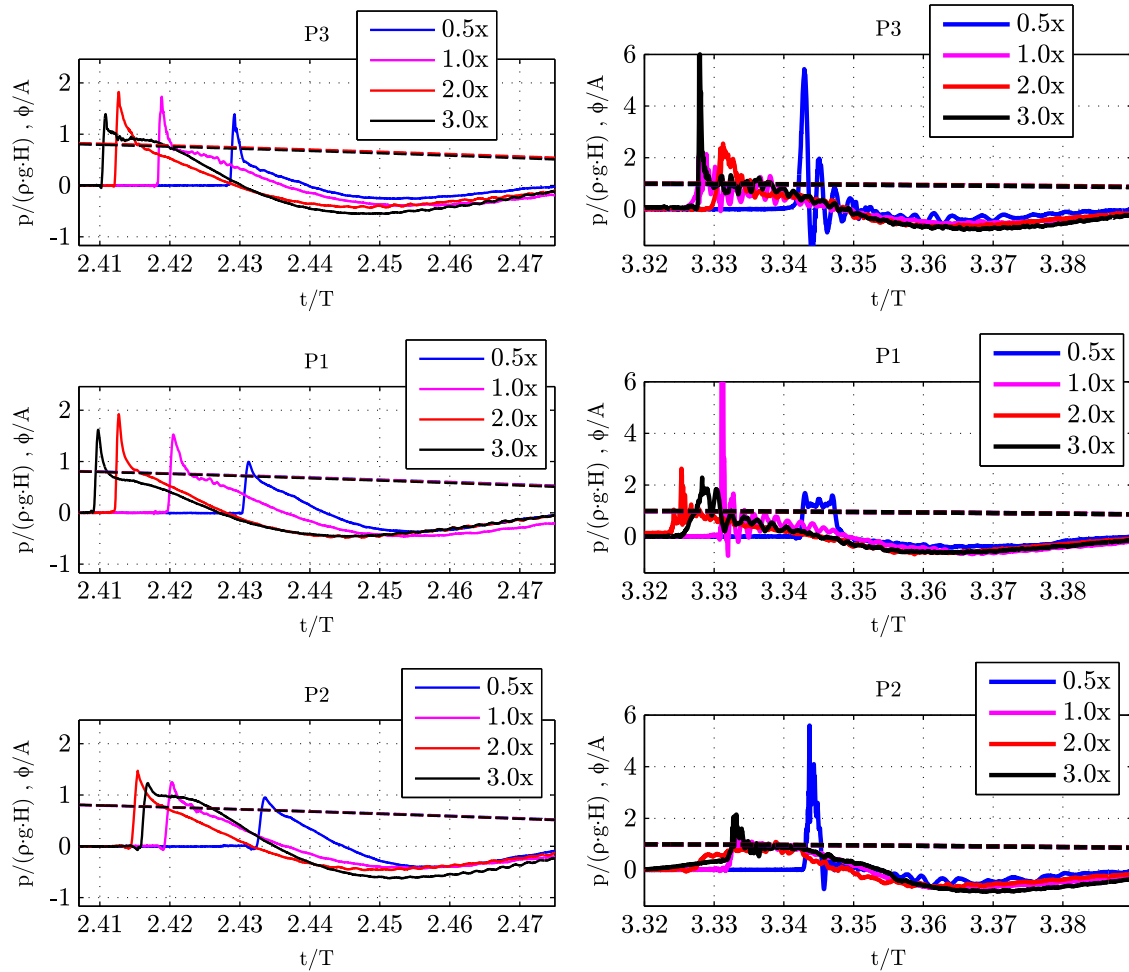 P3
0.5x
1.0x
2.0x
3.0x
2
1
0
-1
p/(ρ·g·H) , ϕ/A
2.41 2.42 2.43 2.44 2.45 2.46 2.47
t/T
P3
0.5x
1.0x
2.0x
3.0x
6
4
2
0
p/(ρ·g·H) , ϕ/A
3.32 3.33 3.34 3.35 3.36 3.37 3.38
t/T
P1
0.5x
1.0x
2.0x
3.0x
2
1
0
-1
p/(ρ·g·H) , ϕ/A
2.41 2.42 2.43 2.44 2.45 2.46 2.47
t/T
P1
0.5x
1.0x
2.0x
3.0x
6
4
2
0
p/(ρ·g·H) , ϕ/A
3.32 3.33 3.34 3.35 3.36 3.37 3.38
t/T
P2
0.5x
1.0x
2.0x
3.0x
2
1
0
-1
p/(ρ·g·H) , ϕ/A
2.41 2.42 2.43 2.44 2.45 2.46 2.47
t/T
P2
0.5x
1.0x
2.0x
3.0x
6
4
2
0
p/(ρ·g·H) , ϕ/A
3.32 3.33 3.34 3.35 3.36 3.37 3.38
t/T